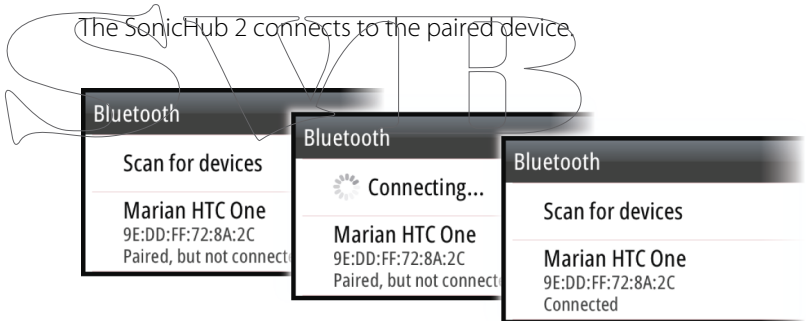 The SonicHub 2 connects to the paired device.
SVB
Bluetooth
Scan for devices
Marian HTC One
9E:DD:FF:72:8A:2C
Paired, but not connecte
Bluetooth
Connecting...
Marian HTC One
9E:DD:FF:72:8A:2C
Paired, but not connecte
Bluetooth
Scan for devices
Marian HTC One
9E:DD:FF:72:8A:2C
Connected